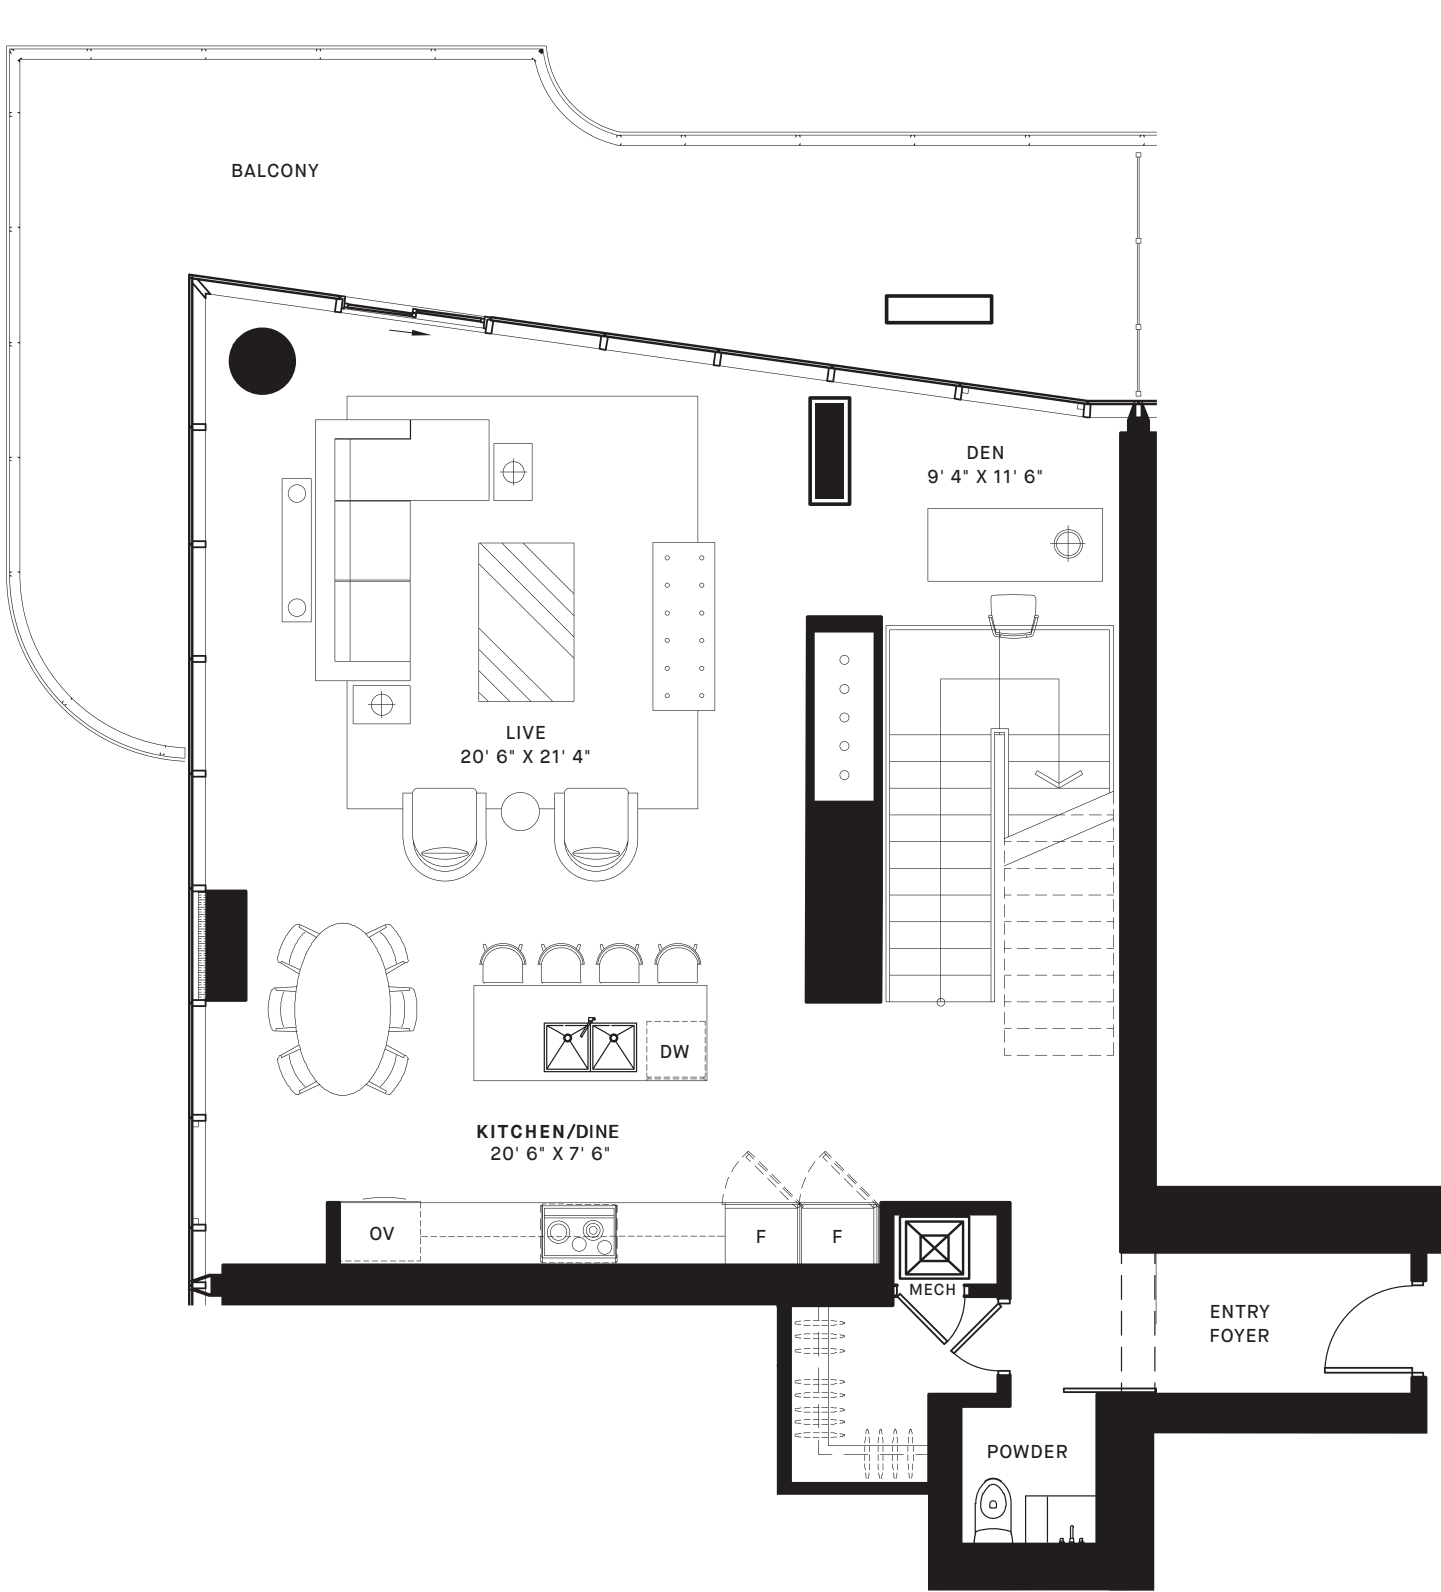 BALCONY
DEN
9' 4" X 11' 6"
LIVE
20' 6" X 21' 4"
DW
KITCHEN/DINE
20' 6" X 7' 6"
OV
F
F
MECH
ENTRY
FOYER
POWDER